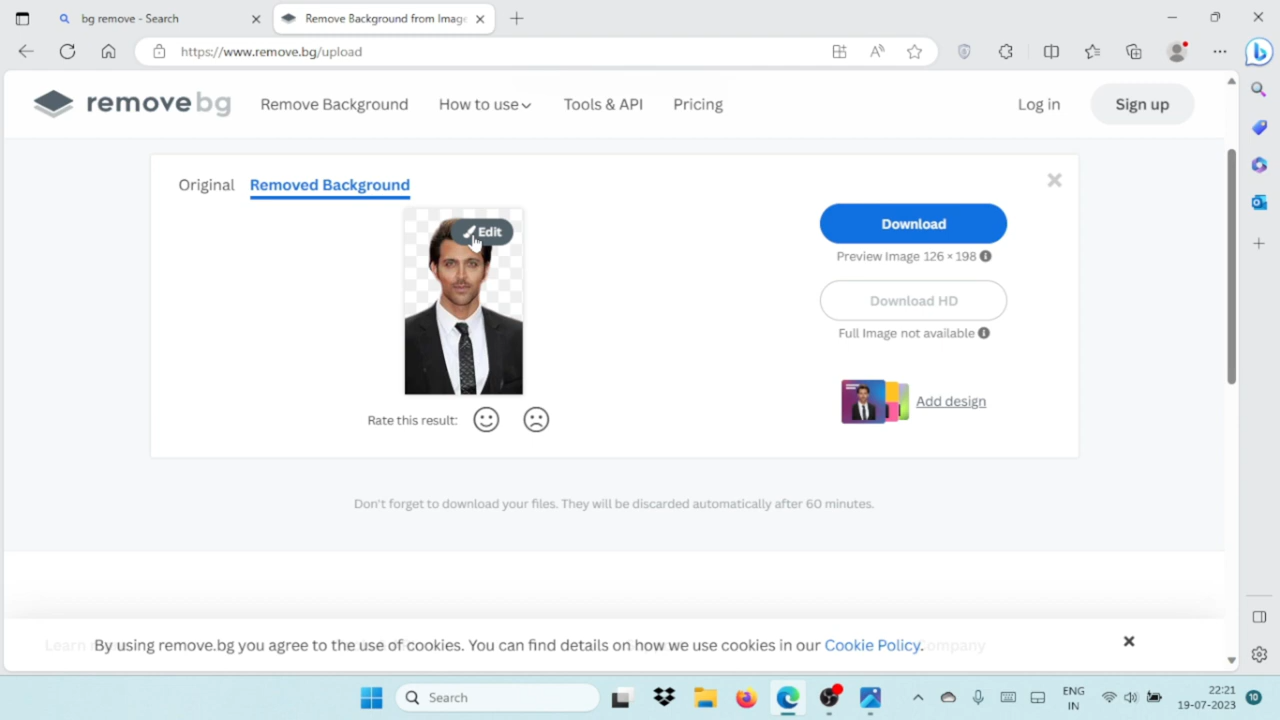 bg remove - Search
Remove Background from Imag
https://www.remove.bg/upload
removebg
Remove Background
How to use
Tools & API
Pricing
Log in
Sign up
Original
Removed Background
Edit
Download
Preview Image 126 × 198
Download HD
Full Image not available
Add design
Rate this result:
Don't forget to download your files. They will be discarded automatically after 60 minutes.
By using remove.bg you agree to the use of cookies. You can find details on how we use cookies in our Cookie Policy.
Search
ENG
IN
22:21
19-07-2023
10